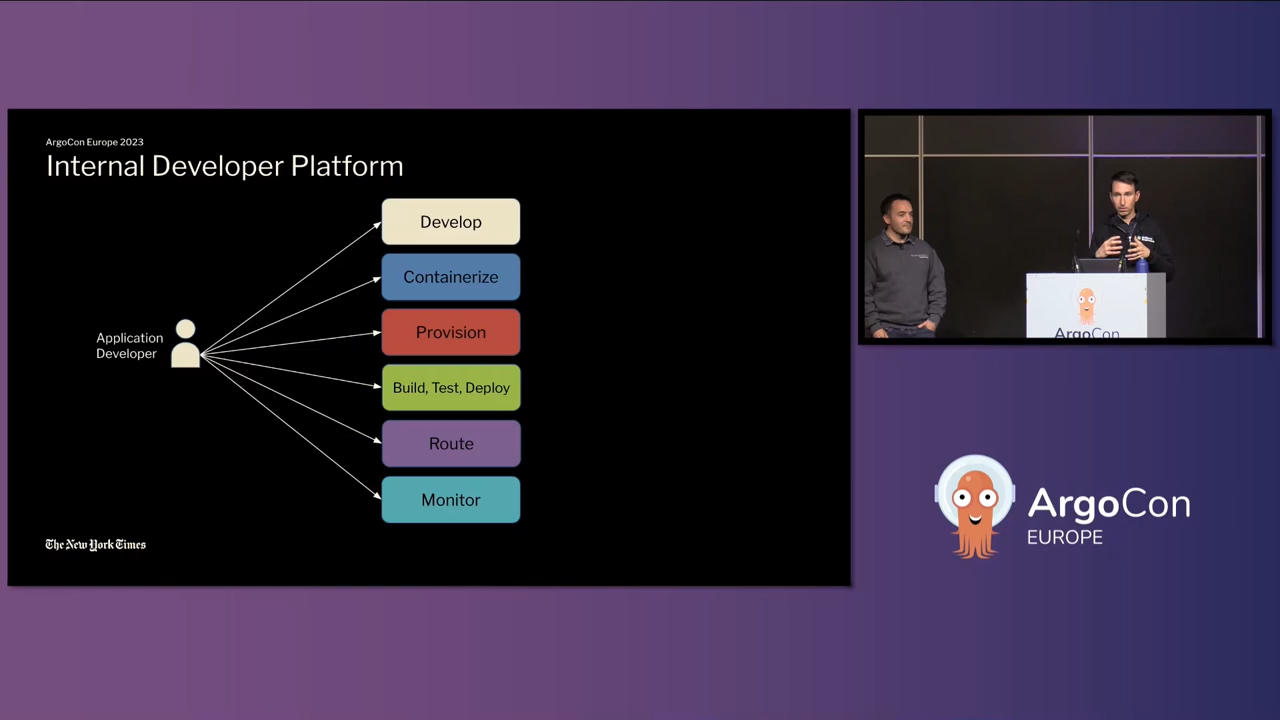 ArgoCon Europe 2023
Internal Developer Platform
Application
Developer
Develop
Containerize
Provision
Build, Test, Deploy
Route
Monitor
The New York Times
ArgoCon
ArgoCon
EUROPE